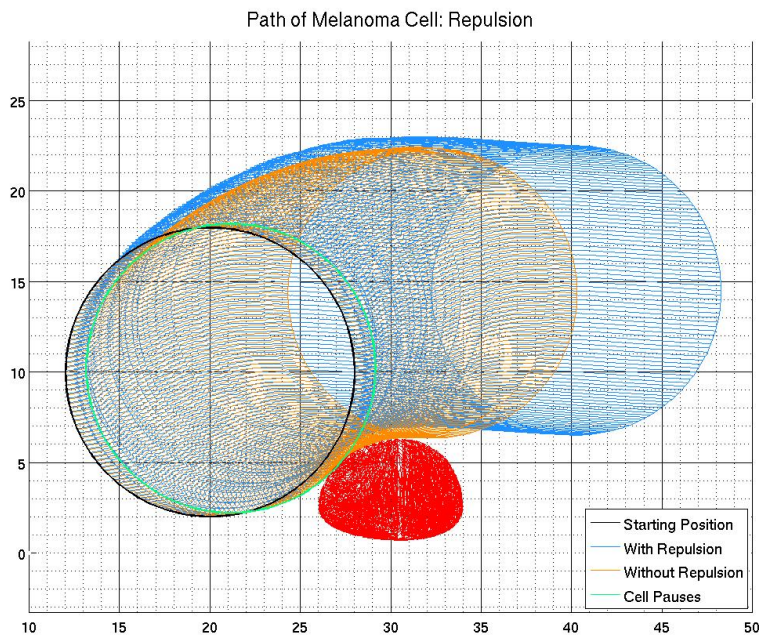 Path of Melanoma Cell: Repulsion
25
20
15
10
5
0
10 15 20 25 30 35 40 45 50
Starting Position
With Repulsion
Without Repulsion
Cell Pauses